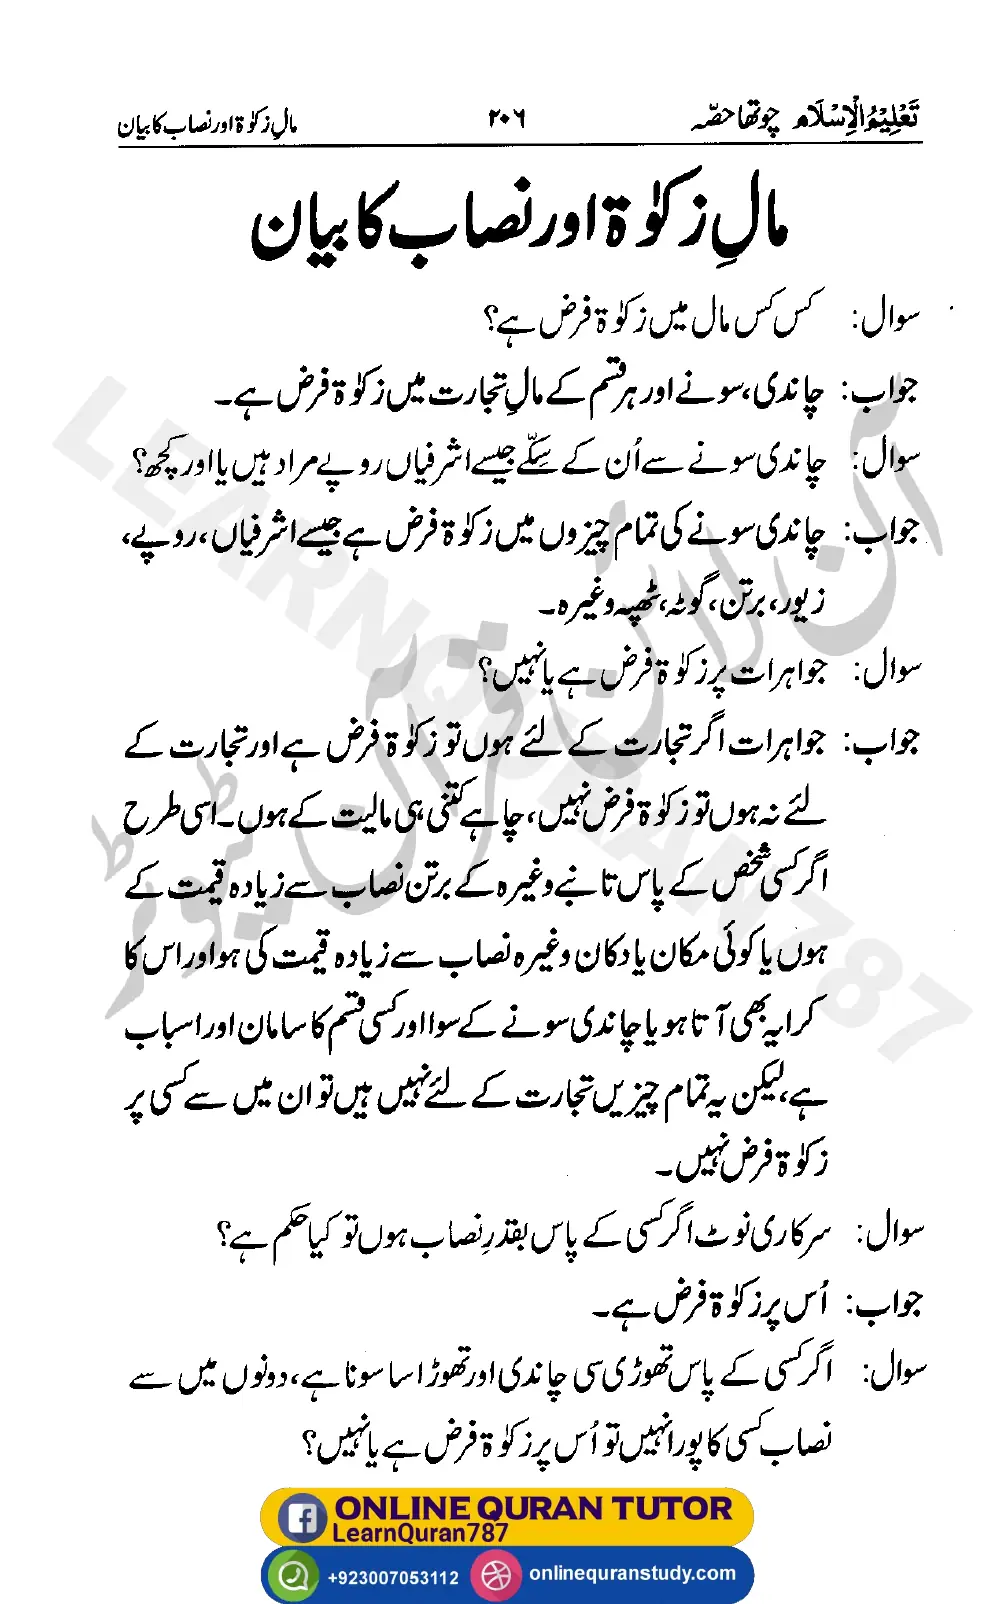 تَعْلِیْمُ الْاِسْلَام چوتھا حصّہ ۲۰۶ مالِ زکوٰۃ اور نصاب کا بیان
مالِ زکوٰۃ اور نصاب کا بیان
سوال: کس کس مال میں زکوٰۃ فرض ہے؟
جواب: چاندی، سونے اور ہر قسم کے مالِ تجارت میں زکوٰۃ فرض ہے۔
سوال: چاندی سونے سے اُن کے سِکّے جیسے اشرفیاں روپے مراد ہیں یا اور کچھ؟
جواب: چاندی سونے کی تمام چیزوں میں زکوٰۃ فرض ہے جیسے اشرفیاں، روپے،
زیور، برتن، گوٹہ، ٹھپہ وغیرہ۔
سوال: جواہرات پر زکوٰۃ فرض ہے یا نہیں؟
جواب: جواہرات اگر تجارت کے لئے ہوں تو زکوٰۃ فرض ہے اور تجارت کے
لئے نہ ہوں تو زکوٰۃ فرض نہیں، چاہے کتنی ہی مالیت کے ہوں۔ اسی طرح
اگر کسی شخص کے پاس تانبے وغیرہ کے برتن نصاب سے زیادہ قیمت کے
ہوں یا کوئی مکان یا دکان وغیرہ نصاب سے زیادہ قیمت کی ہو اور اس کا
کرایہ بھی آتا ہو یا چاندی سونے کے سوا اور کسی قسم کا سامان اور اسباب
ہے، لیکن یہ تمام چیزیں تجارت کے لئے نہیں ہیں تو ان میں سے کسی پر
زکوٰۃ فرض نہیں۔
سوال: سرکاری نوٹ اگر کسی کے پاس بقدرِ نصاب ہوں تو کیا حکم ہے؟
جواب: اُس پر زکوٰۃ فرض ہے۔
سوال: اگر کسی کے پاس تھوڑی سی چاندی اور تھوڑا سا سونا ہے، دونوں میں سے
نصاب کسی کا پورا نہیں تو اُس پر زکوٰۃ فرض ہے یا نہیں؟
LEARNQURAN787
آن لائن قرآن ٹیوٹر
ONLINE QURAN TUTOR
LearnQuran787
+923007053112 onlinequranstudy.com